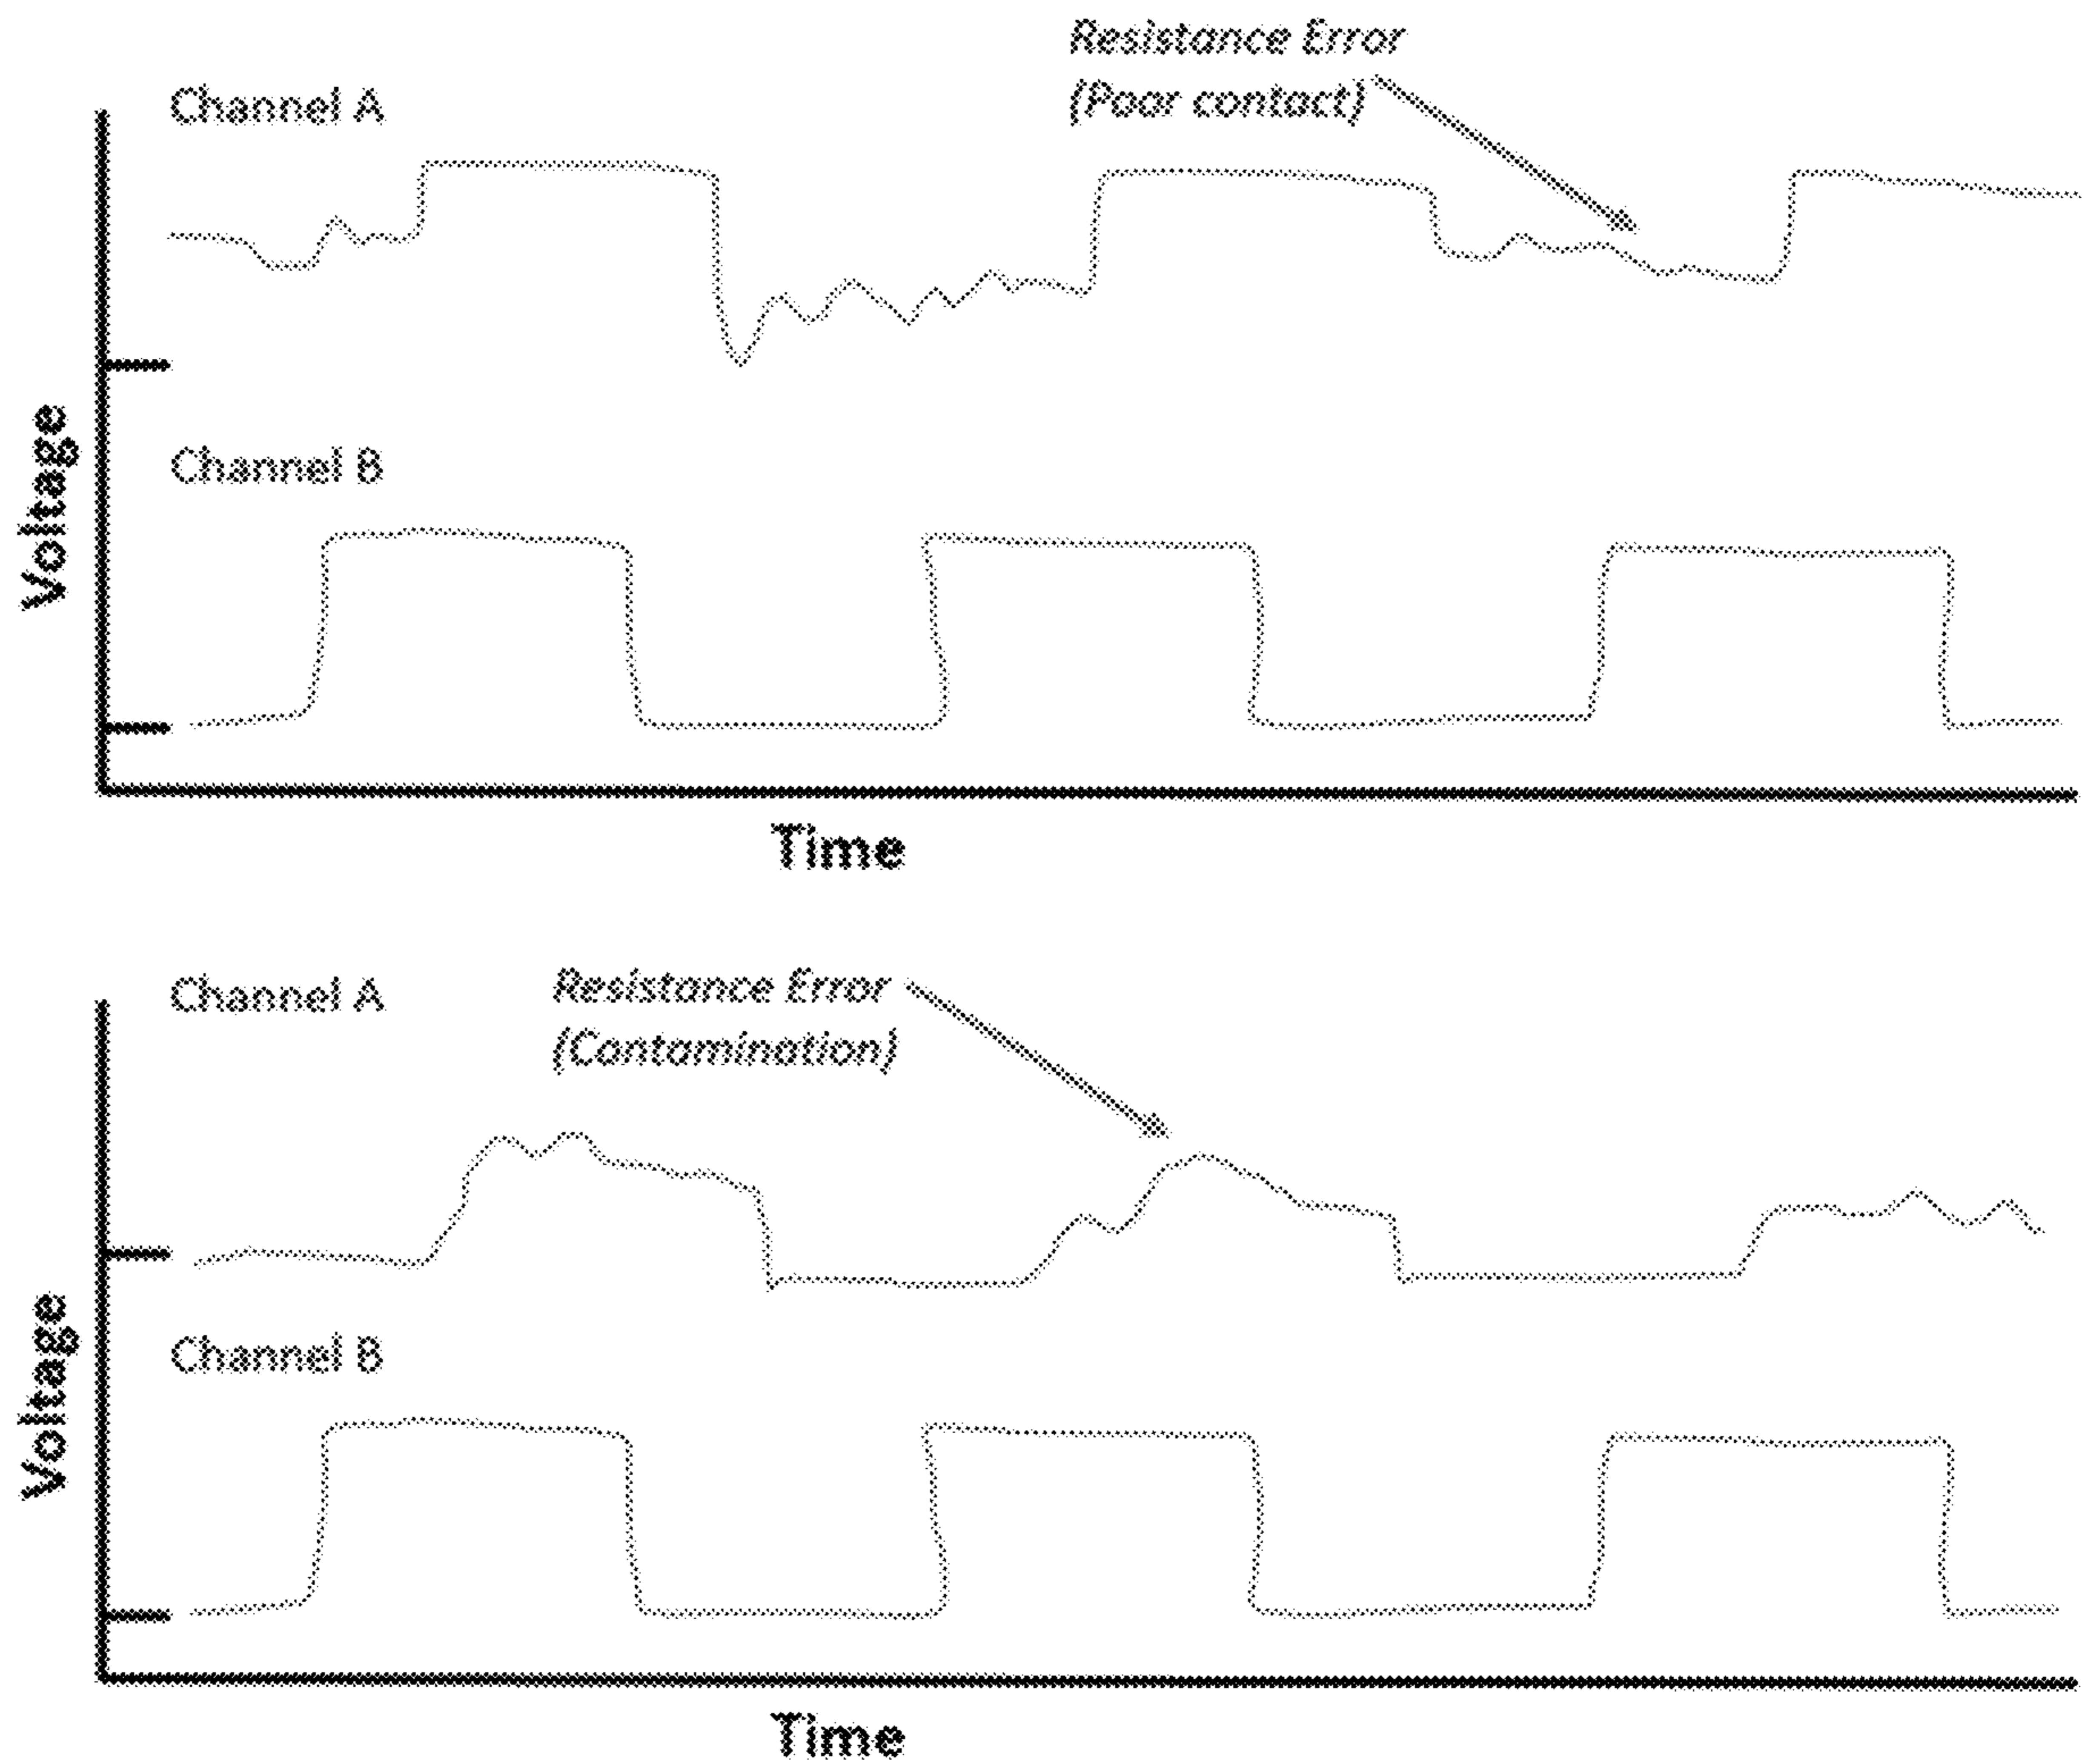 Resistance Error
(Poor contact)
Channel A
Channel B
Voltage
Time
Channel A
Resistance Error
(Contamination)
Channel B
Voltage
Time